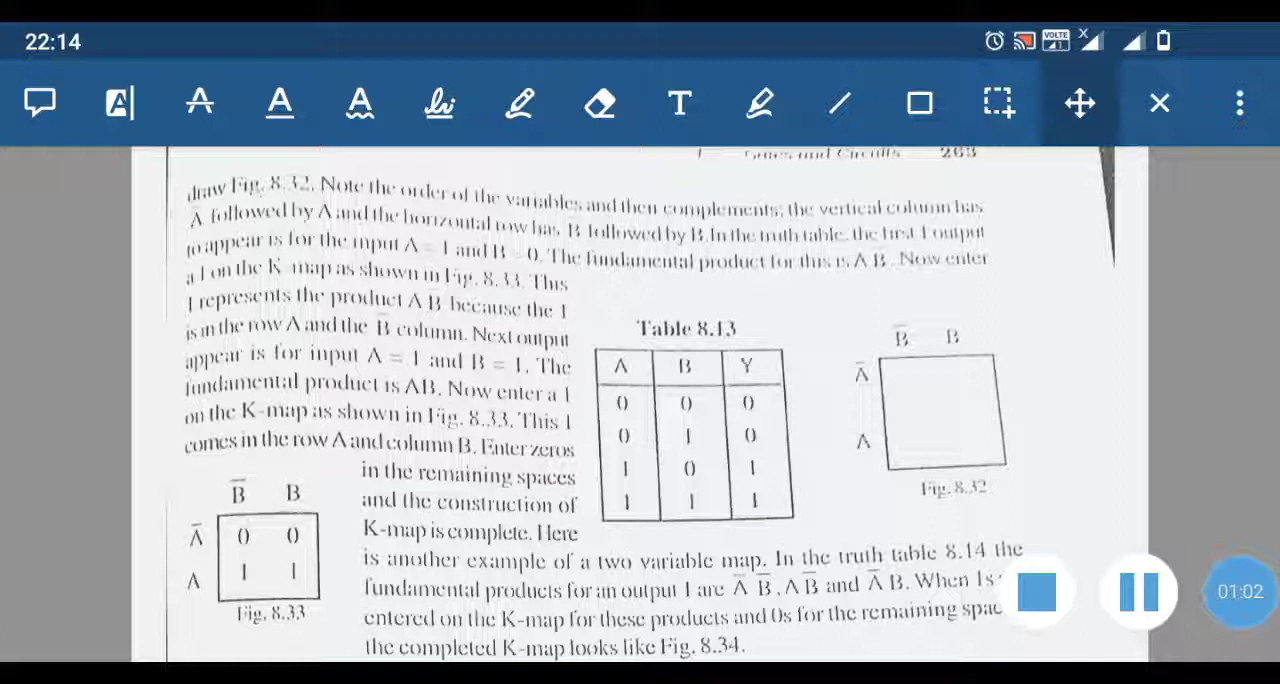 22:14
VOLTE
Gates and Circuits 263
draw Fig. 8.32. Note the order of the variables and then complements; the vertical column has
A̅ followed by A and the horizontal row has B̅ followed by B. In the truth table, the first 1 output
to appear is for the input A = 1 and B = 0. The fundamental product for this is A B̅. Now enter
a 1 on the K-map as shown in Fig. 8.33. This
1 represents the product A B̅ because the 1
is in the row A and the B̅ column. Next output
appear is for input A = 1 and B = 1. The
fundamental product is AB. Now enter a 1
on the K-map as shown in Fig. 8.33. This 1
comes in the row A and column B. Enter zeros
in the remaining spaces
and the construction of
K-map is complete. Here
is another example of a two variable map. In the truth table 8.14 the
fundamental products for an output 1 are A̅ B̅, A B̅ and A̅ B. When 1s
entered on the K-map for these products and 0s for the remaining spac
the completed K-map looks like Fig. 8.34.
Table 8.13
A B Y
0 0 0
0 1 0
1 0 1
1 1 1
B̅ B
A̅
A
Fig. 8.32
B̅ B
A̅ 0 0
A 1 1
Fig. 8.33
01:02